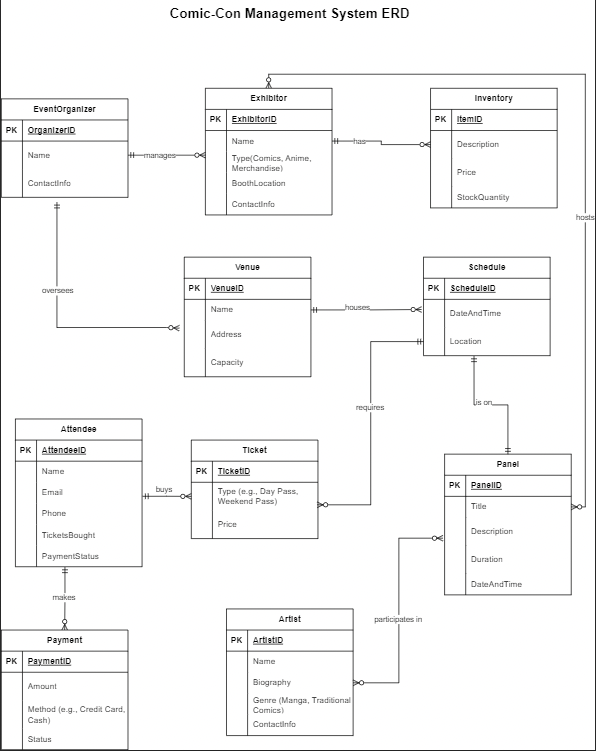 Comic-Con Management System ERD
EventOrganizer
PK OrganizerID
Name
ContactInfo
manages
Exhibitor
PK ExhibitorID
Name
Type(Comics, Anime,
Merchandise)
BoothLocation
ContactInfo
has
Inventory
PK ItemID
Description
Price
StockQuantity
hosts
oversees
Venue
PK VenueID
Name
Address
Capacity
houses
Schedule
PK ScheduleID
DateAndTime
Location
requires
is on
Attendee
PK AttendeeID
Name
Email
Phone
TicketsBought
PaymentStatus
buys
Ticket
PK TicketID
Type (e.g., Day Pass,
Weekend Pass)
Price
Panel
PK PanelID
Title
Description
Duration
DateAndTime
makes
participates in
Payment
PK PaymentID
Amount
Method (e.g., Credit Card,
Cash)
Status
Artist
PK ArtistID
Name
Biography
Genre (Manga, Traditional
Comics)
ContactInfo